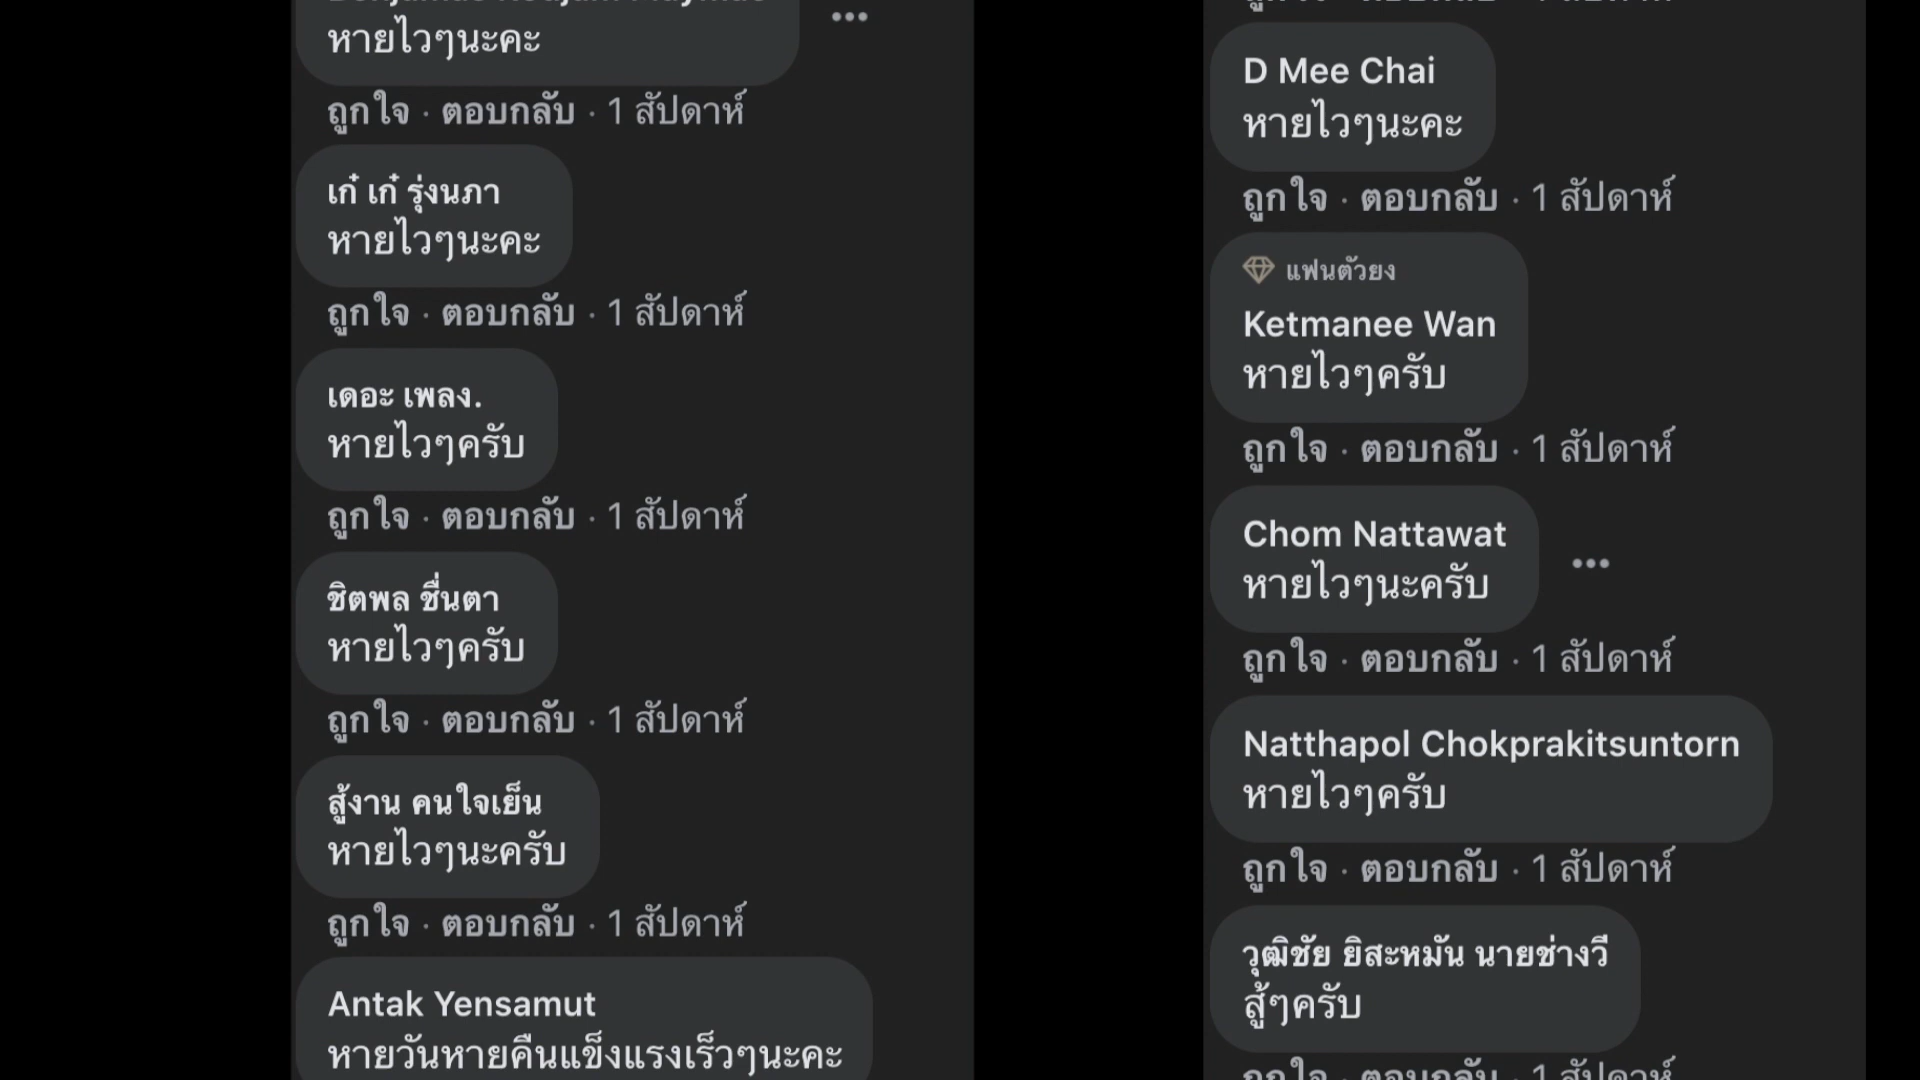 หายไวๆนะคะ
ถูกใจ · ตอบกลับ · 1 สัปดาห์
เก๋ เก๋ รุ่งนภา
หายไวๆนะคะ
ถูกใจ · ตอบกลับ · 1 สัปดาห์
เดอะ เพลง.
หายไวๆครับ
ถูกใจ · ตอบกลับ · 1 สัปดาห์
ชิตพล ชื่นตา
หายไวๆครับ
ถูกใจ · ตอบกลับ · 1 สัปดาห์
สู้งาน คนใจเย็น
หายไวๆนะครับ
ถูกใจ · ตอบกลับ · 1 สัปดาห์
Antak Yensamut
หายวันหายคืนแข็งแรงเร็วๆนะคะ
D Mee Chai
หายไวๆนะคะ
ถูกใจ · ตอบกลับ · 1 สัปดาห์
แฟนตัวยง
Ketmanee Wan
หายไวๆครับ
ถูกใจ · ตอบกลับ · 1 สัปดาห์
Chom Nattawat
หายไวๆนะครับ
ถูกใจ · ตอบกลับ · 1 สัปดาห์
Natthapol Chokprakitsuntorn
หายไวๆครับ
ถูกใจ · ตอบกลับ · 1 สัปดาห์
วุฒิชัย ยิสะหมัน นายช่างวี
สู้ๆครับ
ถูกใจ · ตอบกลับ · 1 สัปดาห์